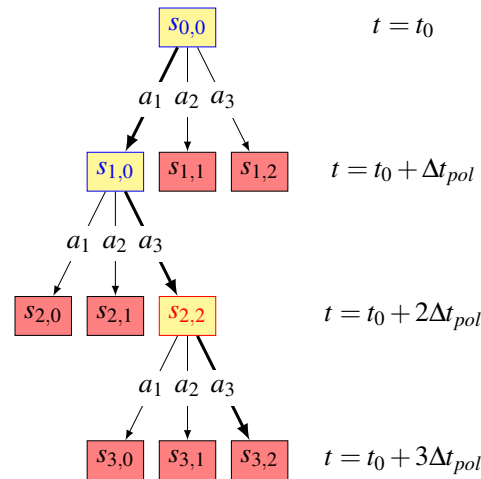 s0,0 t = t0
a1 a2 a3
s1,0 s1,1 s1,2 t = t0 + Δtpol
a1 a2 a3
s2,0 s2,1 s2,2 t = t0 + 2Δtpol
a1 a2 a3
s3,0 s3,1 s3,2 t = t0 + 3Δtpol